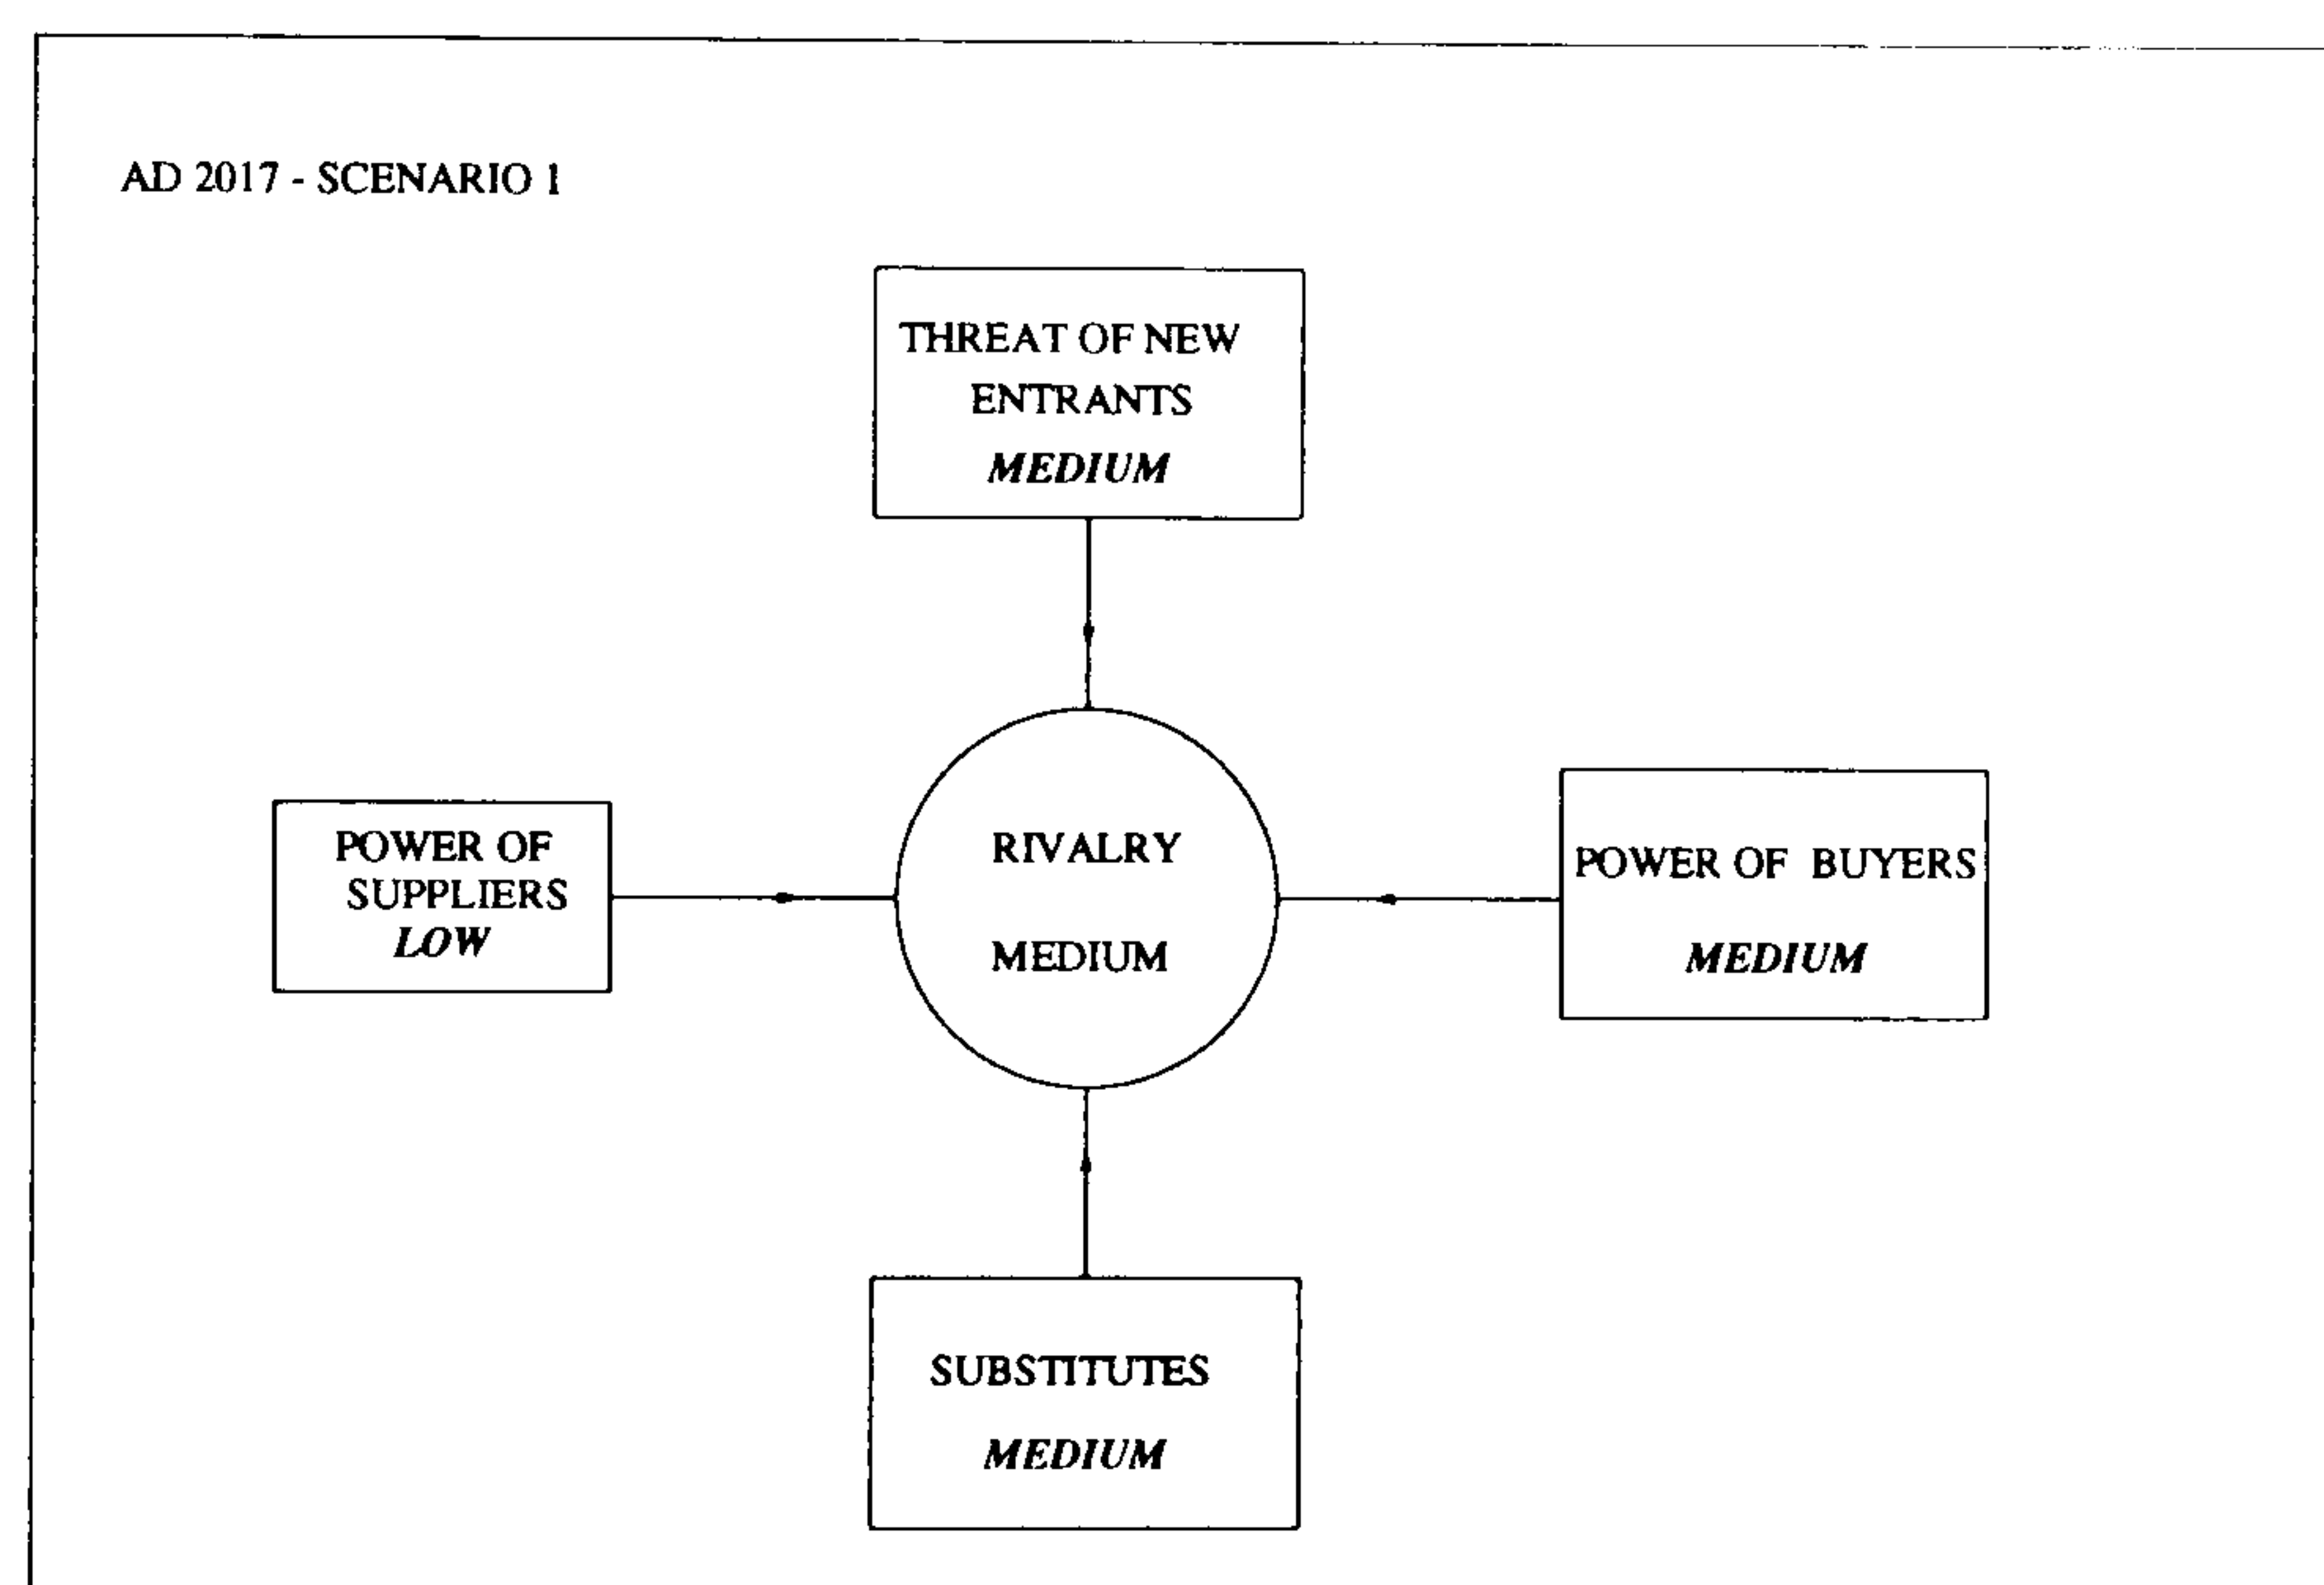 AD 2017 - SCENARIO 1
THREAT OF NEW
ENTRANTS
MEDIUM
POWER OF
SUPPLIERS
LOW
RIVALRY
MEDIUM
POWER OF BUYERS
MEDIUM
SUBSTITUTES
MEDIUM